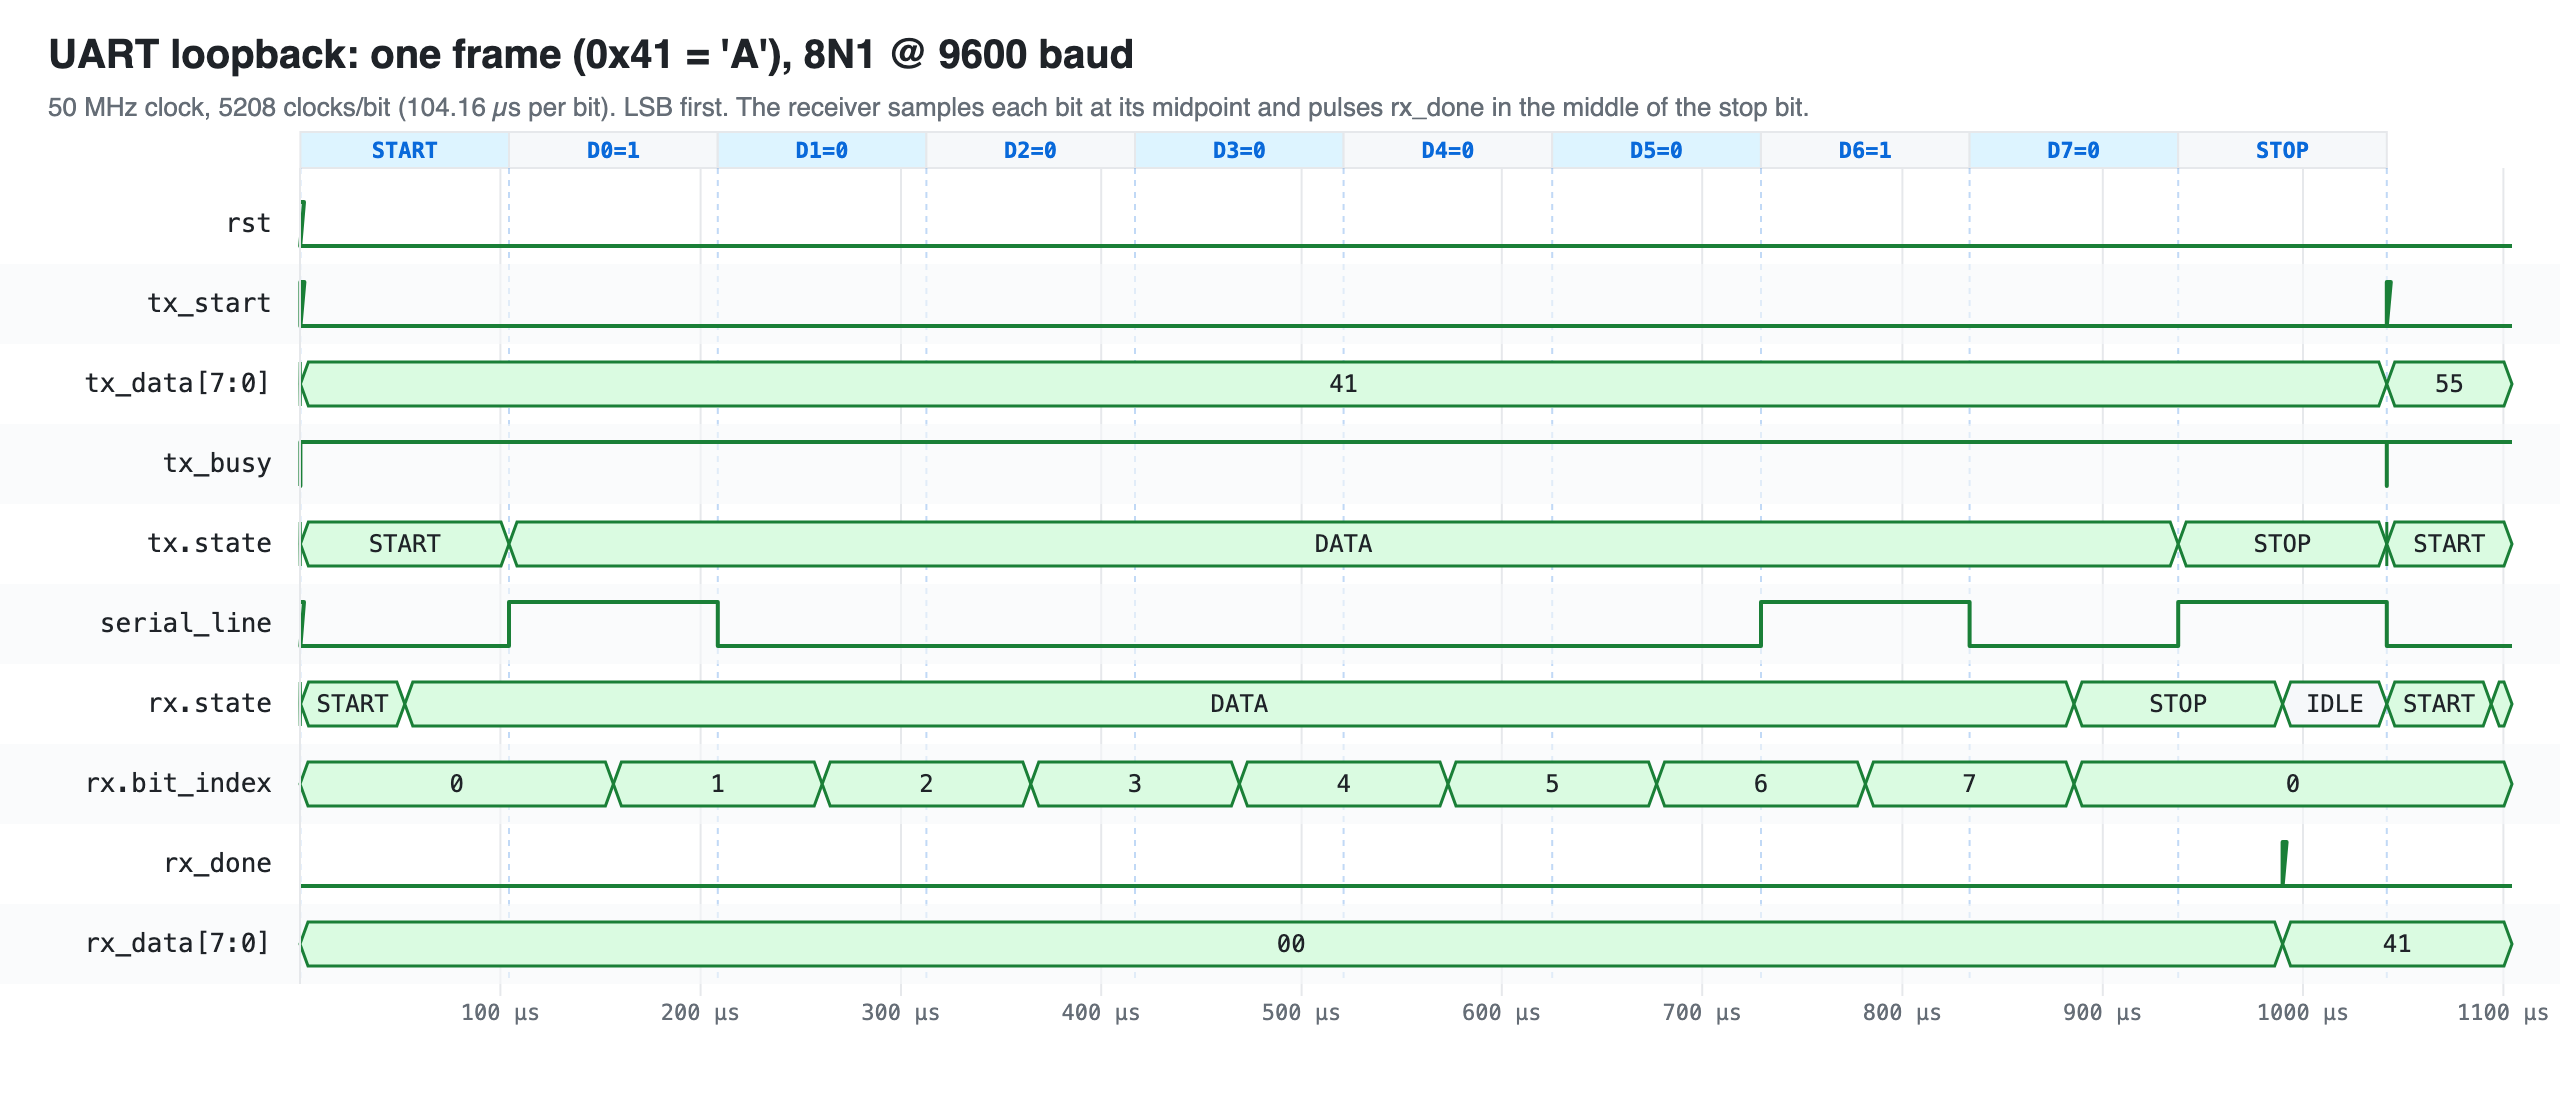 UART loopback: one frame (0x41 = 'A'), 8N1 @ 9600 baud
50 MHz clock, 5208 clocks/bit (104.16 µs per bit). LSB first. The receiver samples each bit at its midpoint and pulses rx_done in the middle of the stop bit.
START D0=1 D1=0 D2=0 D3=0 D4=0 D5=0 D6=1 D7=0 STOP
rst
tx_start
tx_data[7:0] 41 55
tx_busy
tx.state START DATA STOP START
serial_line
rx.state START DATA STOP IDLE START
rx.bit_index 0 1 2 3 4 5 6 7 0
rx_done
rx_data[7:0] 00 41
100 µs 200 µs 300 µs 400 µs 500 µs 600 µs 700 µs 800 µs 900 µs 1000 µs 1100 µs